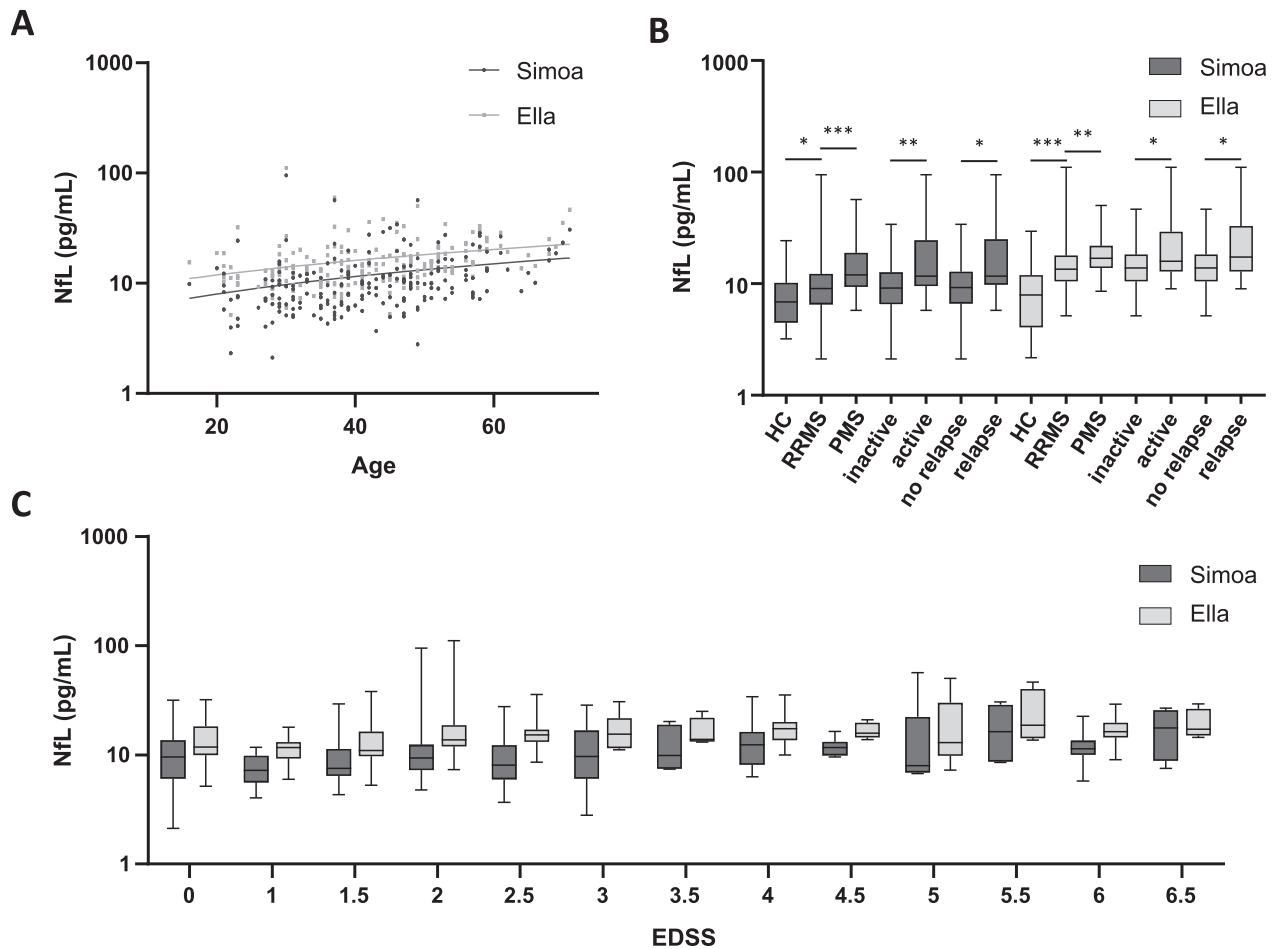 A
1000
100
10
1
NfL (pg/mL)
Simoa
Ella
20 40 60
Age
B
1000
100
10
1
NfL (pg/mL)
Simoa
Ella
* *** ** * *** ** * *
HC RRMS PMS inactive active no relapse relapse HC RRMS PMS inactive active no relapse relapse
C
1000
100
10
1
NfL (pg/mL)
Simoa
Ella
0 1 1.5 2 2.5 3 3.5 4 4.5 5 5.5 6 6.5
EDSS